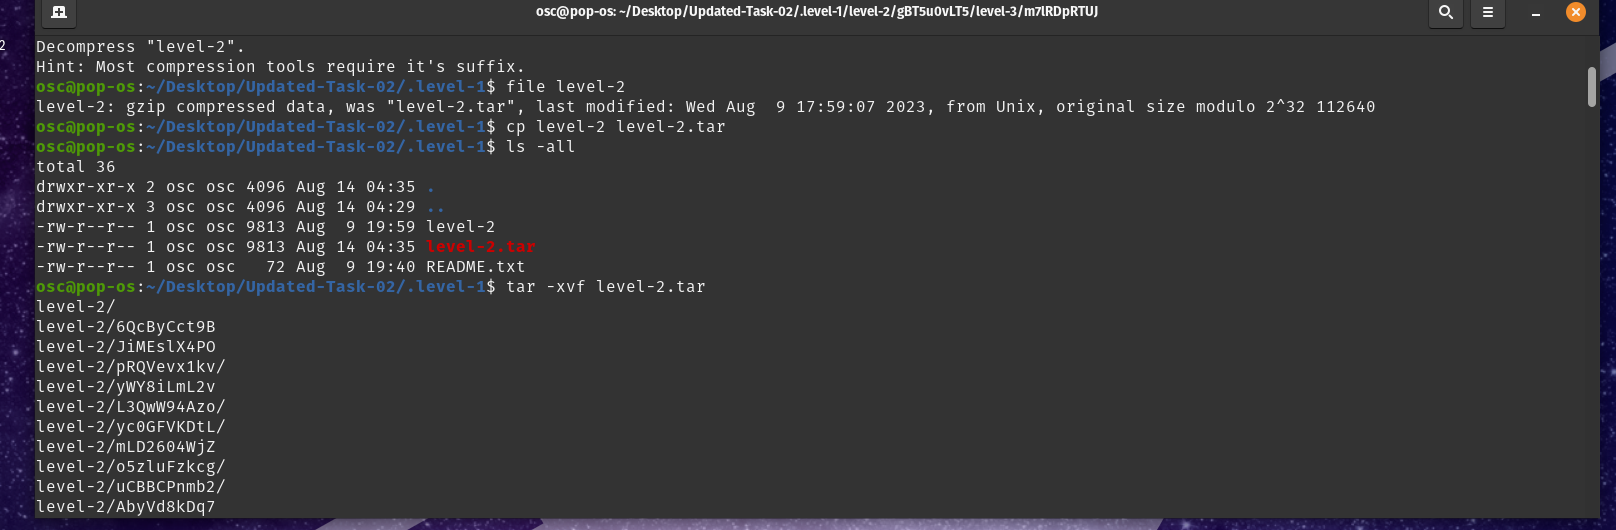 osc@pop-os: ~/Desktop/Updated-Task-02/.level-1/level-2/gBT5u0vLT5/level-3/m7lRDpRTUJ
2
Decompress "level-2".
Hint: Most compression tools require it's suffix.
osc@pop-os:~/Desktop/Updated-Task-02/.level-1$ file level-2
level-2: gzip compressed data, was "level-2.tar", last modified: Wed Aug  9 17:59:07 2023, from Unix, original size modulo 2^32 112640
osc@pop-os:~/Desktop/Updated-Task-02/.level-1$ cp level-2 level-2.tar
osc@pop-os:~/Desktop/Updated-Task-02/.level-1$ ls -all
total 36
drwxr-xr-x 2 osc osc 4096 Aug 14 04:35 .
drwxr-xr-x 3 osc osc 4096 Aug 14 04:29 ..
-rw-r--r-- 1 osc osc 9813 Aug  9 19:59 level-2
-rw-r--r-- 1 osc osc 9813 Aug 14 04:35 level-2.tar
-rw-r--r-- 1 osc osc   72 Aug  9 19:40 README.txt
osc@pop-os:~/Desktop/Updated-Task-02/.level-1$ tar -xvf level-2.tar
level-2/
level-2/6QcByCct9B
level-2/JiMEslX4PO
level-2/pRQVevx1kv/
level-2/yWY8iLmL2v
level-2/L3QwW94Azo/
level-2/yc0GFVKDtL/
level-2/mLD2604WjZ
level-2/o5zluFzkcg/
level-2/uCBBCPnmb2/
level-2/AbyVd8kDq7